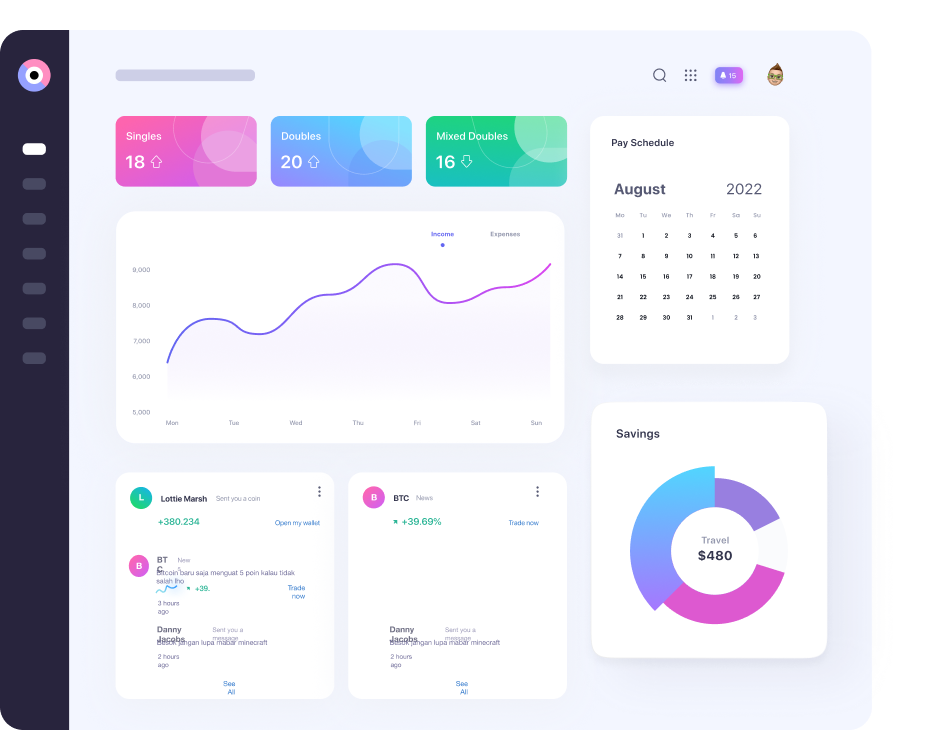 15
Singles
18
Doubles
20
Mixed Doubles
16
Pay Schedule
August 2022
Mo Tu We Th Fr Sa Su
31 1 2 3 4 5 6
7 8 9 10 11 12 13
14 15 16 17 18 19 20
21 22 23 24 25 26 27
28 29 30 31 1 2 3
Income Expenses
9,000
8,000
7,000
6,000
5,000
Mon Tue Wed Thu Fri Sat Sun
L Lottie Marsh Sent you a coin
+380.234 Open my wallet
B BT
C
New
Bitcoin baru saja menguat 5 poin kalau tidak
salah lho
+39.
Trade
now
3 hours
ago
Danny
Jacobs
Sent you a
message
Besok jangan lupa mabar minecraft
2 hours
ago
See
All
B BTC News
+39.69% Trade now
Danny
Jacobs
Sent you a
message
Besok jangan lupa mabar minecraft
2 hours
ago
See
All
Savings
Travel
$480